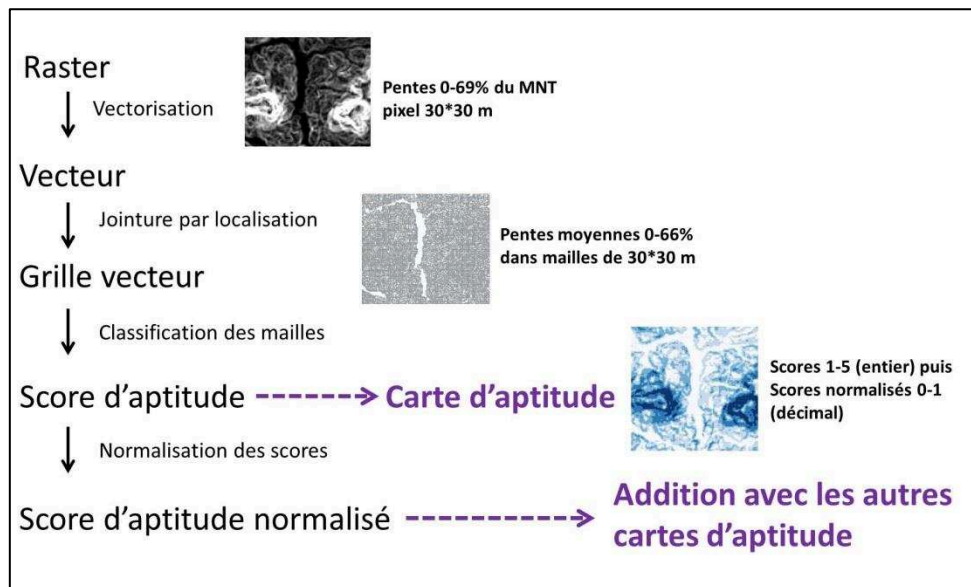 Raster
Vectorisation
Pentes 0-69% du MNT
pixel 30*30 m
Vecteur
Jointure par localisation
Pentes moyennes 0-66%
dans mailles de 30*30 m
Grille vecteur
Classification des mailles
Scores 1-5 (entier) puis
Scores normalisés 0-1
(décimal)
Score d'aptitude
Carte d'aptitude
Normalisation des scores
Score d'aptitude normalisé
Addition avec les autres
cartes d'aptitude